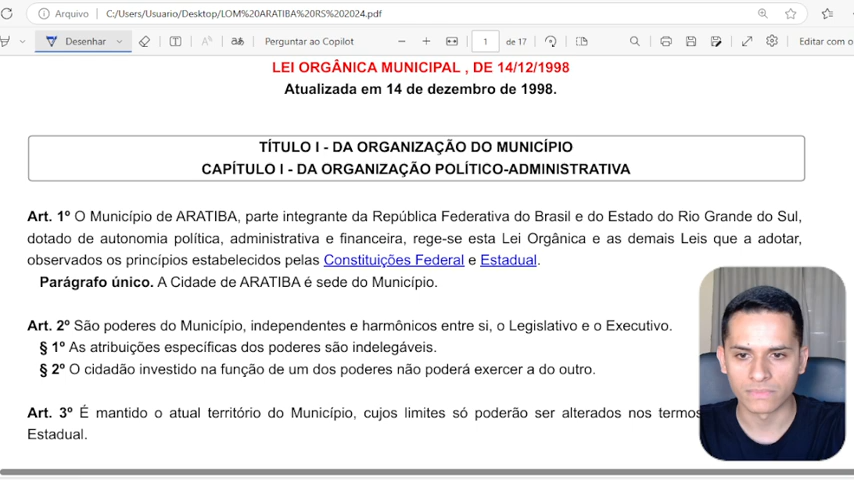 Arquivo
C:/Users/Usuario/Desktop/LOM%20ARATIBA%20RS%202024.pdf
Desenhar
Perguntar ao Copilot
1
de 17
Editar com o
LEI ORGÂNICA MUNICIPAL , DE 14/12/1998
Atualizada em 14 de dezembro de 1998.
TÍTULO I - DA ORGANIZAÇÃO DO MUNICÍPIO
CAPÍTULO I - DA ORGANIZAÇÃO POLÍTICO-ADMINISTRATIVA
Art. 1º O Município de ARATIBA, parte integrante da República Federativa do Brasil e do Estado do Rio Grande do Sul,
dotado de autonomia política, administrativa e financeira, rege-se esta Lei Orgânica e as demais Leis que a adotar,
observados os princípios estabelecidos pelas Constituições Federal e Estadual.
Parágrafo único. A Cidade de ARATIBA é sede do Município.
Art. 2º São poderes do Município, independentes e harmônicos entre si, o Legislativo e o Executivo.
§ 1º As atribuições específicas dos poderes são indelegáveis.
§ 2º O cidadão investido na função de um dos poderes não poderá exercer a do outro.
Art. 3º É mantido o atual território do Município, cujos limites só poderão ser alterados nos termos
Estadual.